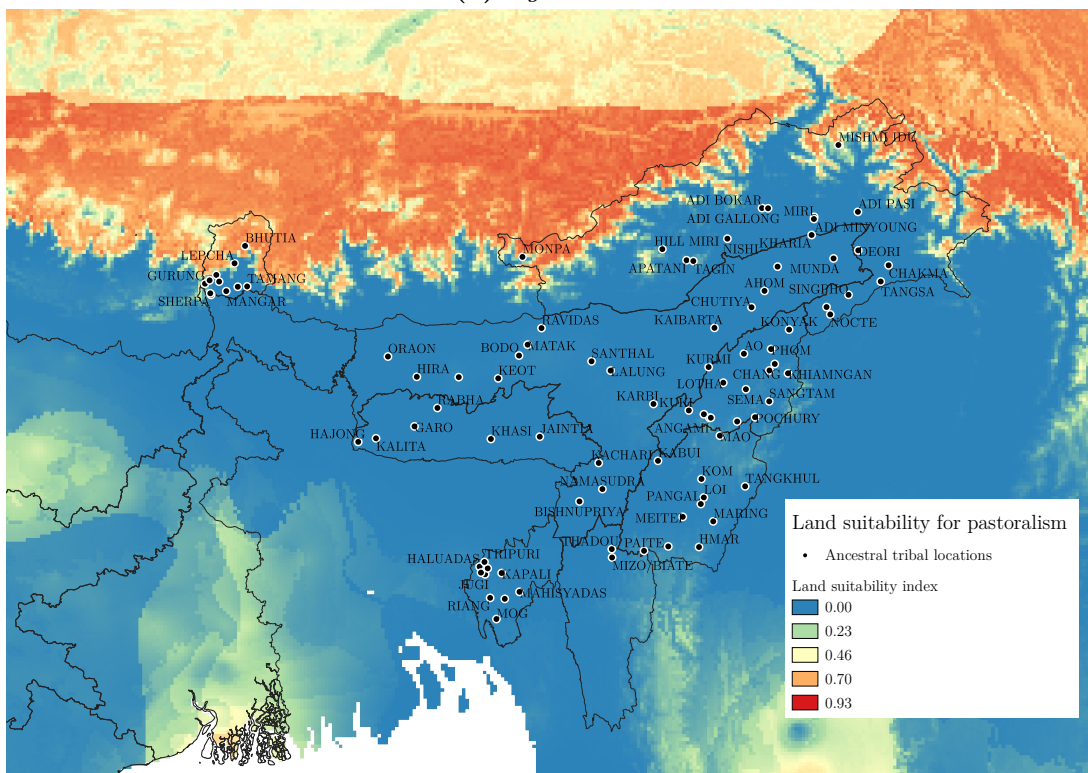 MISHMI IDU
ADI BOKAR
MIRI
ADI PASI
ADI GALLONG
ADI MINYOUNG
BHUTIA
MONPA
HILL MIRI
NISHI
KHARIA
DEORI
LEPCHA
APATANI
TAGIN
MUNDA
CHAKMA
GURUNG
TAMANG
AHOM
SINGPHO
TANGSA
SHERPA
MANGAR
CHUTIYA
RAVIDAS
KAIBARTA
KONYAK
NOCTE
ORAON
BODO
MATAK
SANTHAL
KURMI
AO
PHOM
HIRA
KEOT
LALUNG
LOTHA
CHANG
KHIAMNGAN
RABHA
KARBI
KUKI
SEMA
SANGTAM
HAJONG
KALITA
GARO
KHASI
JAINTIA
ANGAMI
POCHURY
MAO
KACHARI
KABUI
NAMASUDRA
KOM
TANGKHUL
BISHNUPRIYA
PANGAL
LOI
MEITEI
MARING
THADOU
PAITE
HMAR
HALUADAS
TRIPURI
MIZO/BIATE
JUGI
KAPALI
RIANG
MAHISYADAS
MOG
Land suitability for pastoralism
Ancestral tribal locations
Land suitability index
0.00
0.23
0.46
0.70
0.93